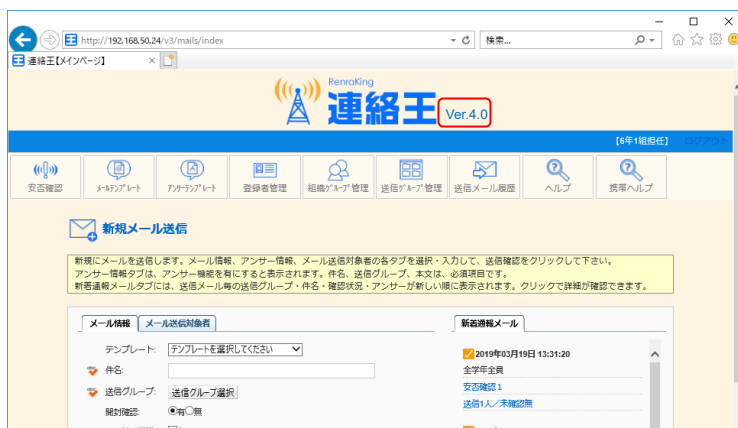 http://192.168.50.24/v3/mails/index
検索...
連絡王【メインページ】
RenraKing
連絡王
Ver.4.0
【6年1組担任】 ログアウト
安否確認 メールテンプレート アンサーテンプレート 登録者管理 組織グループ管理 送信グループ管理 送信メール履歴 ヘルプ 携帯ヘルプ
新規メール送信
新規にメールを送信します。メール情報、アンサー情報、メール送信対象者の各タブを選択・入力して、送信確認をクリックして下さい。
アンサー情報タブは、アンサー機能を有にすると表示されます。件名、送信グループ、本文は、必須項目です。
新着通報メールタブには、送信メール毎の送信グループ・件名・確認状況・アンサーが新しい順に表示されます。クリックで詳細が確認できます。
メール情報 メール送信対象者
新着通報メール
テンプレート: テンプレートを選択してください
件名:
送信グループ: 送信グループ選択
開封確認: 有 無
2019年03月19日 13:31:20
全学年全員
安否確認１
送信1人／未確認無